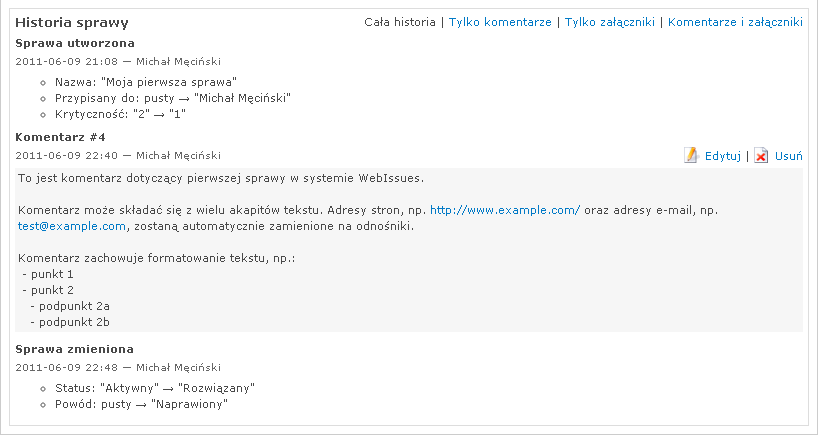 Historia sprawy
Cała historia | Tylko komentarze | Tylko załączniki | Komentarze i załączniki
Sprawa utworzona
2011-06-09 21:08 — Michał Męciński
Nazwa: "Moja pierwsza sprawa"
Przypisany do: pusty → "Michał Męciński"
Krytyczność: "2" → "1"
Komentarz #4
2011-06-09 22:40 — Michał Męciński
Edytuj | Usuń
To jest komentarz dotyczący pierwszej sprawy w systemie WebIssues.
Komentarz może składać się z wielu akapitów tekstu. Adresy stron, np. http://www.example.com/ oraz adresy e-mail, np.
test@example.com, zostaną automatycznie zamienione na odnośniki.
Komentarz zachowuje formatowanie tekstu, np.:
- punkt 1
- punkt 2
- podpunkt 2a
- podpunkt 2b
Sprawa zmieniona
2011-06-09 22:48 — Michał Męciński
Status: "Aktywny" → "Rozwiązany"
Powód: pusty → "Naprawiony"